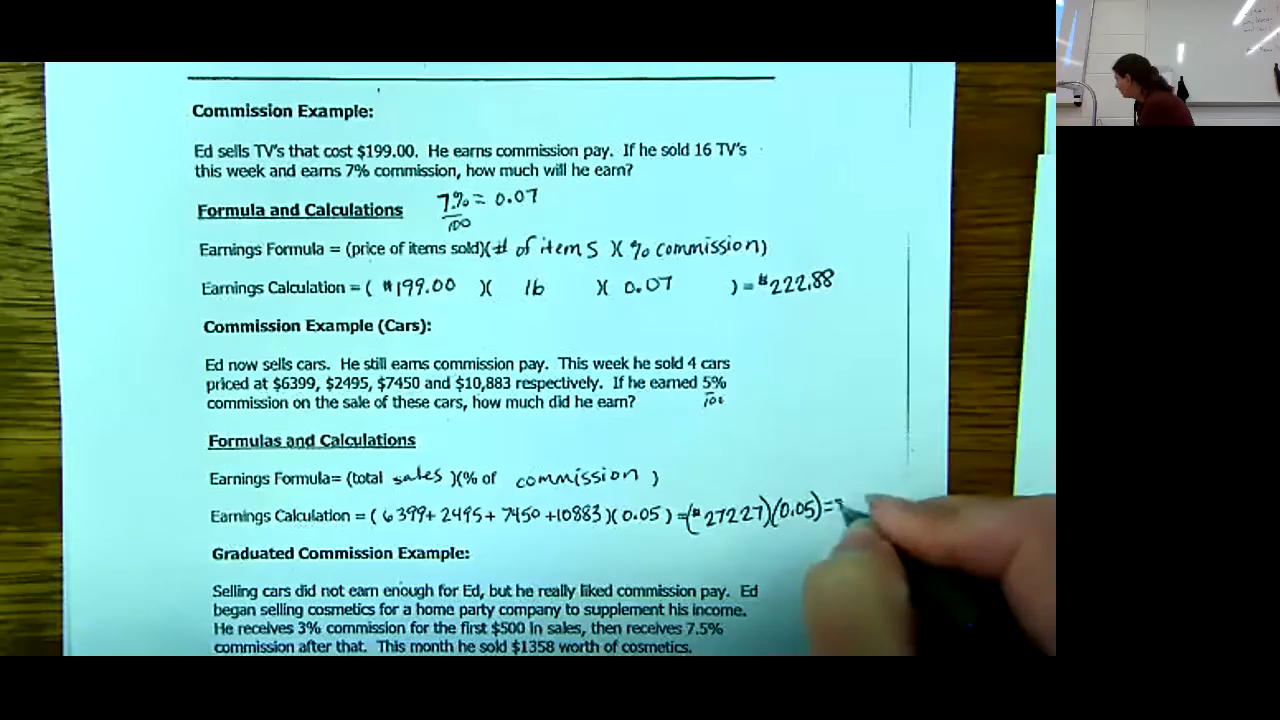 Commission Example:
Ed sells TV's that cost $199.00. He earns commission pay. If he sold 16 TV's
this week and earns 7% commission, how much will he earn?
7% = 0.07
100
Formula and Calculations
Earnings Formula = (price of items sold)(# of items )(% commission)
Earnings Calculation = ( $199.00 )( 16 )( 0.07 ) = $222.88
Commission Example (Cars):
Ed now sells cars. He still earns commission pay. This week he sold 4 cars
priced at $6399, $2495, $7450 and $10,883 respectively. If he earned 5%
100
commission on the sale of these cars, how much did he earn?
Formulas and Calculations
Earnings Formula= (total sales )(% of commission )
Earnings Calculation = ( 6399+ 2495+ 7450 +10883)( 0.05 ) =($27227)(0.05)=
Graduated Commission Example:
Selling cars did not earn enough for Ed, but he really liked commission pay. Ed
began selling cosmetics for a home party company to supplement his income.
He receives 3% commission for the first $500 in sales, then receives 7.5%
commission after that. This month he sold $1358 worth of cosmetics.